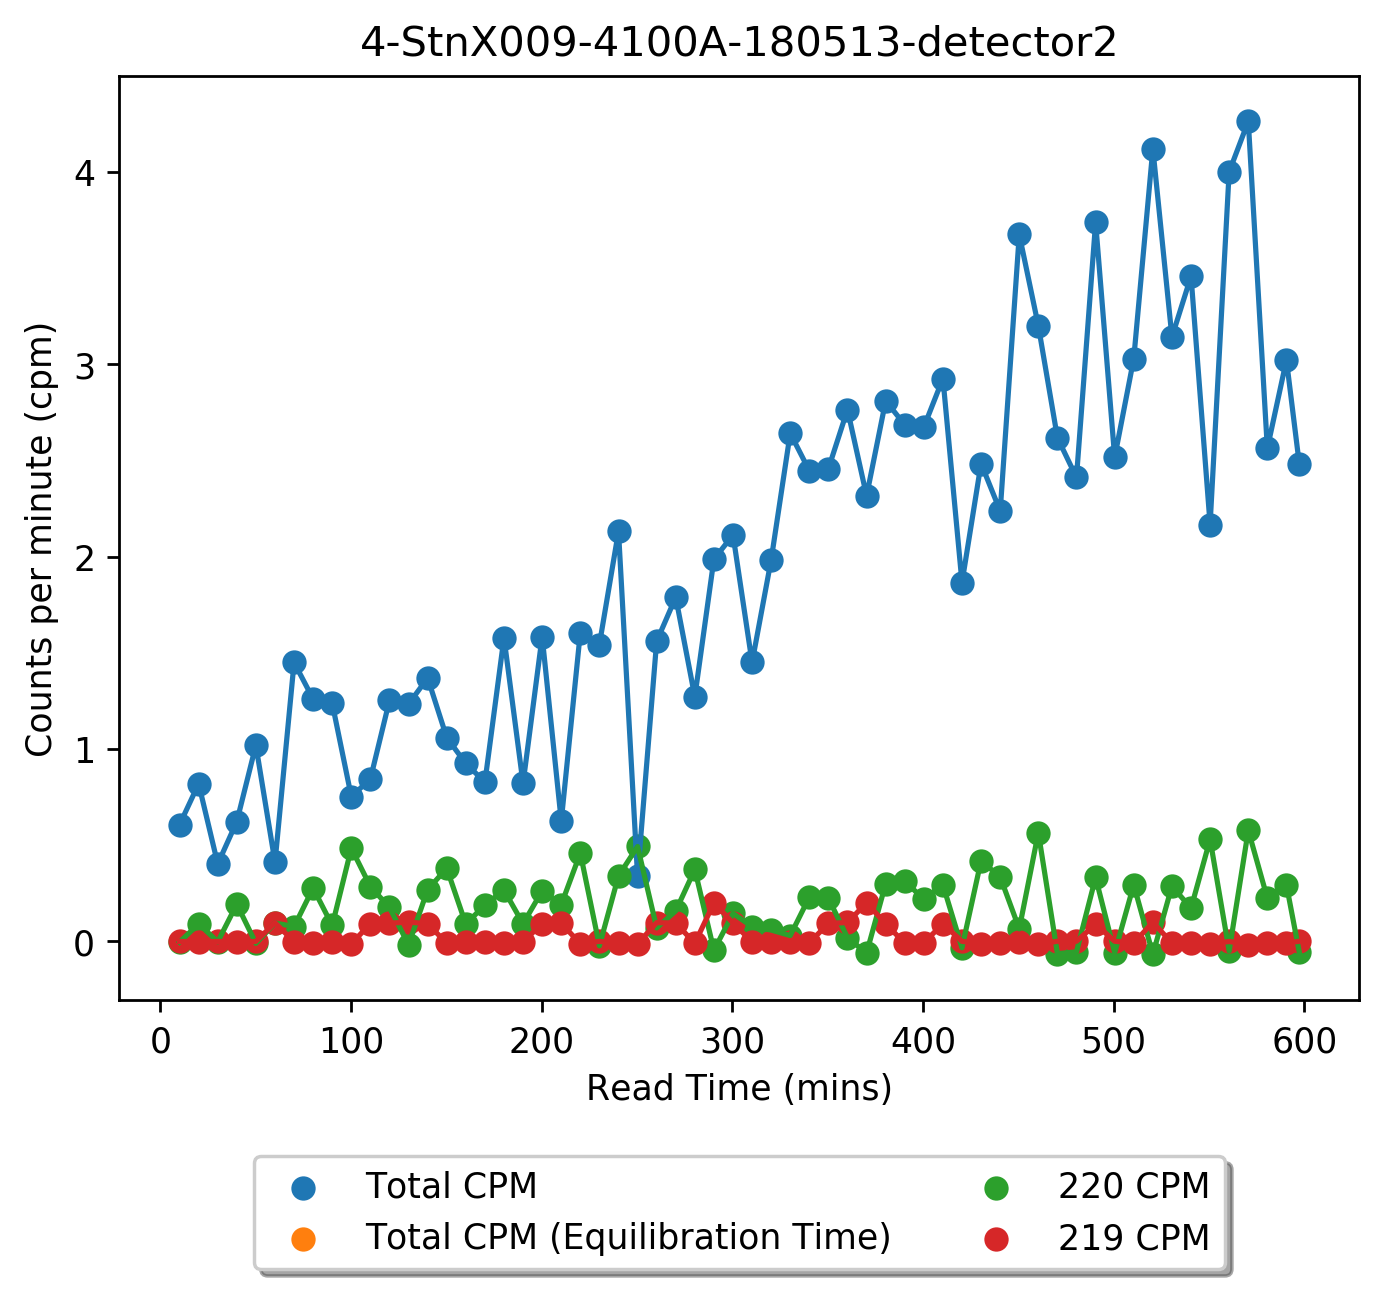 4-StnX009-4100A-180513-detector2
4
3
2
1
0
Counts per minute (cpm)
0 100 200 300 400 500 600
Read Time (mins)
Total CPM
Total CPM (Equilibration Time)
220 CPM
219 CPM